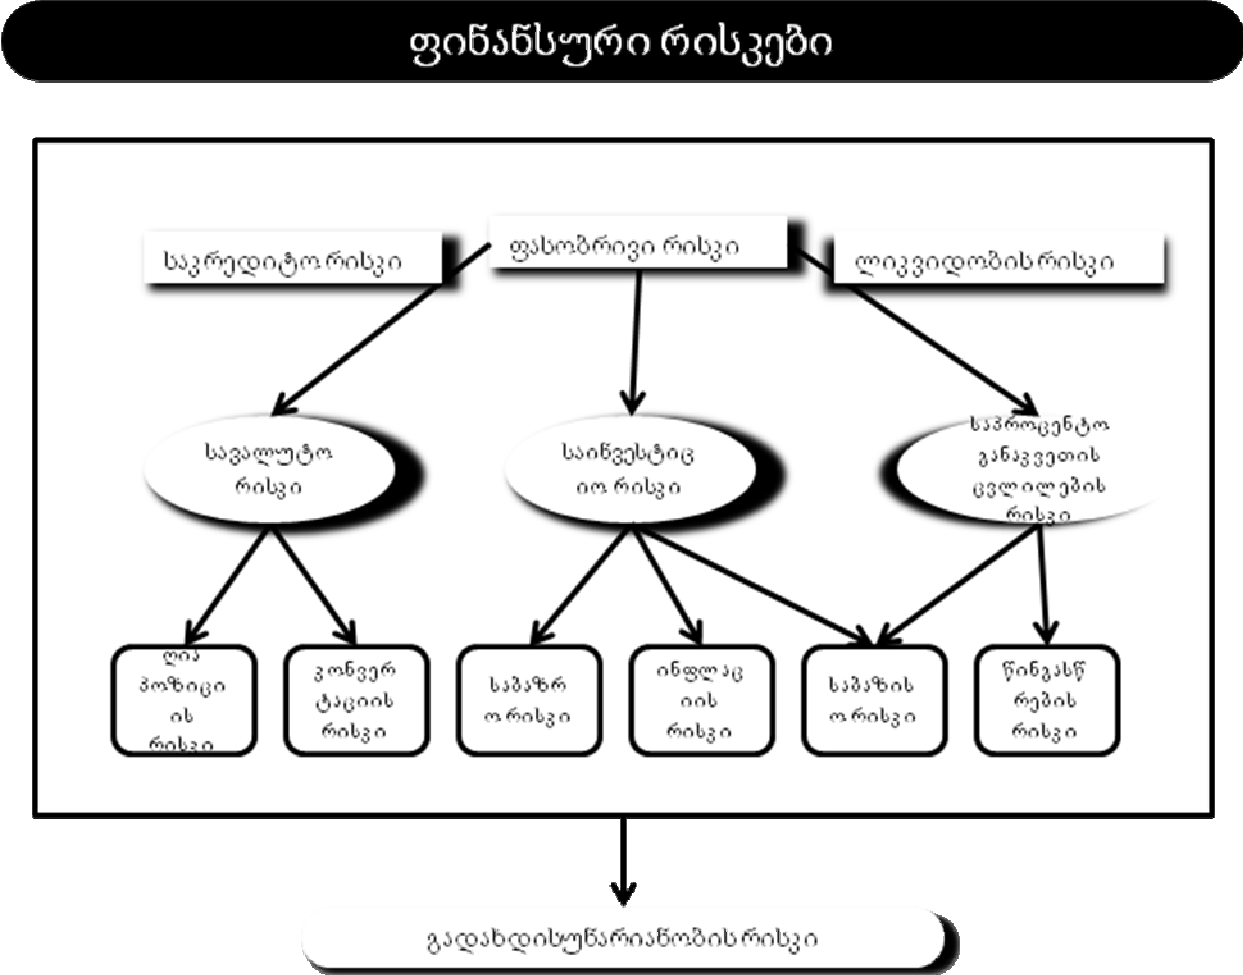 ფინანსური რისკები
საკრედიტო რისკი
ფასობრივი რისკი
ლიკვიდობის რისკი
სავალუტო
რისკი
საინვესტიც
იო რისკი
საპროცენტო
განაკვეთის
ცვლილების
რისკი
ღია
პოზიცი
ის
რისკი
კონვერ
ტაციის
რისკი
საბაზრ
ო რისკი
ინფლაც
იის
რისკი
საბაზის
ო რისკი
წინგასწ
რების
რისკი
გადახდისუნარიანობის რისკი